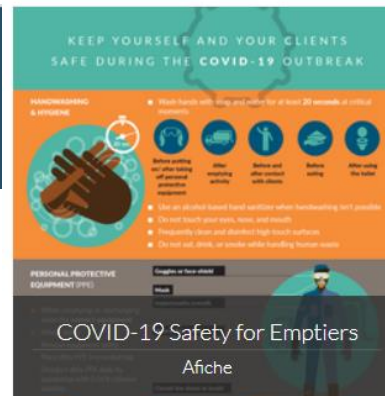 KEEP YOURSELF AND YOUR CLIENTS
SAFE DURING THE COVID-19 OUTBREAK
HANDWASHING
& HYGIENE
Wash hands with soap and water for at least 20 seconds at critical
moments
Before putting
on/ after taking
off personal
protective
equipment
After
emptying
activity
Before and
after contact
with clients
Before
eating
After using
the toilet
Use an alcohol based hand sanitizer when handwashing isn't possible
Do not touch your eyes, nose, and mouth
Frequently clean and disinfect high touch surfaces
Do not eat, drink, or smoke while handling human waste
PERSONAL PROTECTIVE
EQUIPMENT (PPE)
Goggles or face shield
Mask
COVID-19 Safety for Emptiers
Afiche